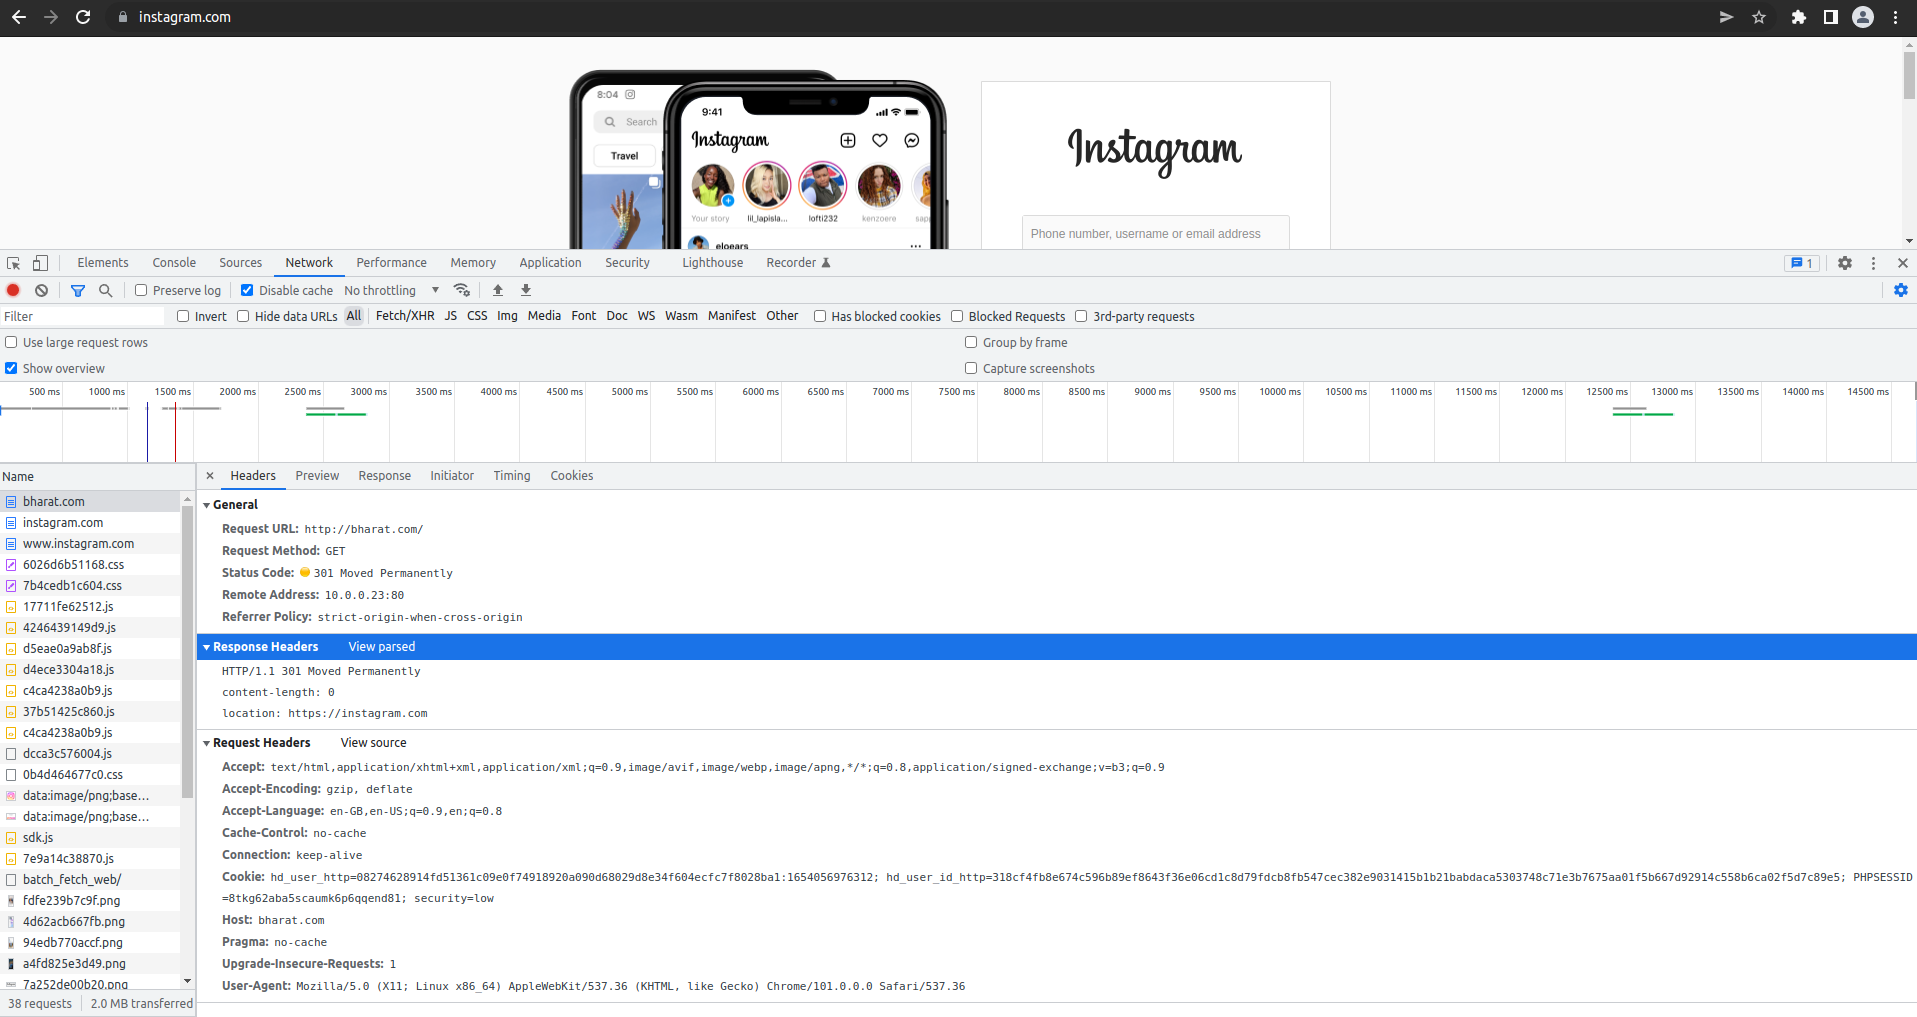 instagram.com
8:04
Search
Travel
9:41
Instagram
Your story
lil_lapisla...
lofti232
kenzoere
sapp
eloears
Instagram
Phone number, username or email address
Elements Console Sources Network Performance Memory Application Security Lighthouse Recorder 1
Preserve log Disable cache No throttling
Filter Invert Hide data URLs All Fetch/XHR JS CSS Img Media Font Doc WS Wasm Manifest Other Has blocked cookies Blocked Requests 3rd-party requests
Use large request rows Group by frame
Show overview Capture screenshots
500 ms 1000 ms 1500 ms 2000 ms 2500 ms 3000 ms 3500 ms 4000 ms 4500 ms 5000 ms 5500 ms 6000 ms 6500 ms 7000 ms 7500 ms 8000 ms 8500 ms 9000 ms 9500 ms 10000 ms 10500 ms 11000 ms 11500 ms 12000 ms 12500 ms 13000 ms 13500 ms 14000 ms 14500 ms
Name
bharat.com
instagram.com
www.instagram.com
6026d6b51168.css
7b4cedb1c604.css
17711fe62512.js
4246439149d9.js
d5eae0a9ab8f.js
d4ece3304a18.js
c4ca4238a0b9.js
37b51425c860.js
c4ca4238a0b9.js
dcca3c576004.js
0b4d464677c0.css
data:image/png;base...
data:image/png;base...
sdk.js
7e9a14c38870.js
batch_fetch_web/
fdfe239b7c9f.png
4d62acb667fb.png
94edb770accf.png
a4fd825e3d49.png
7a252de00b20.png
38 requests 2.0 MB transferred
Headers Preview Response Initiator Timing Cookies
General
Request URL: http://bharat.com/
Request Method: GET
Status Code: 301 Moved Permanently
Remote Address: 10.0.0.23:80
Referrer Policy: strict-origin-when-cross-origin
Response Headers View parsed
HTTP/1.1 301 Moved Permanently
content-length: 0
location: https://instagram.com
Request Headers View source
Accept: text/html,application/xhtml+xml,application/xml;q=0.9,image/avif,image/webp,image/apng,*/*;q=0.8,application/signed-exchange;v=b3;q=0.9
Accept-Encoding: gzip, deflate
Accept-Language: en-GB,en-US;q=0.9,en;q=0.8
Cache-Control: no-cache
Connection: keep-alive
Cookie: hd_user_http=08274628914fd51361c09e0f74918920a090d68029d8e34f604ecfc7f8028ba1:1654056976312; hd_user_id_http=318cf4fb8e674c596b89ef8643f36e06cd1c8d79fdcb8fb547cec382e9031415b1b21babdaca5303748c71e3b7675aa01f5b667d92914c558b6ca02f5d7c89e5; PHPSESSID
=8tkg62aba5scaumk6p6qqend81; security=low
Host: bharat.com
Pragma: no-cache
Upgrade-Insecure-Requests: 1
User-Agent: Mozilla/5.0 (X11; Linux x86_64) AppleWebKit/537.36 (KHTML, like Gecko) Chrome/101.0.0.0 Safari/537.36